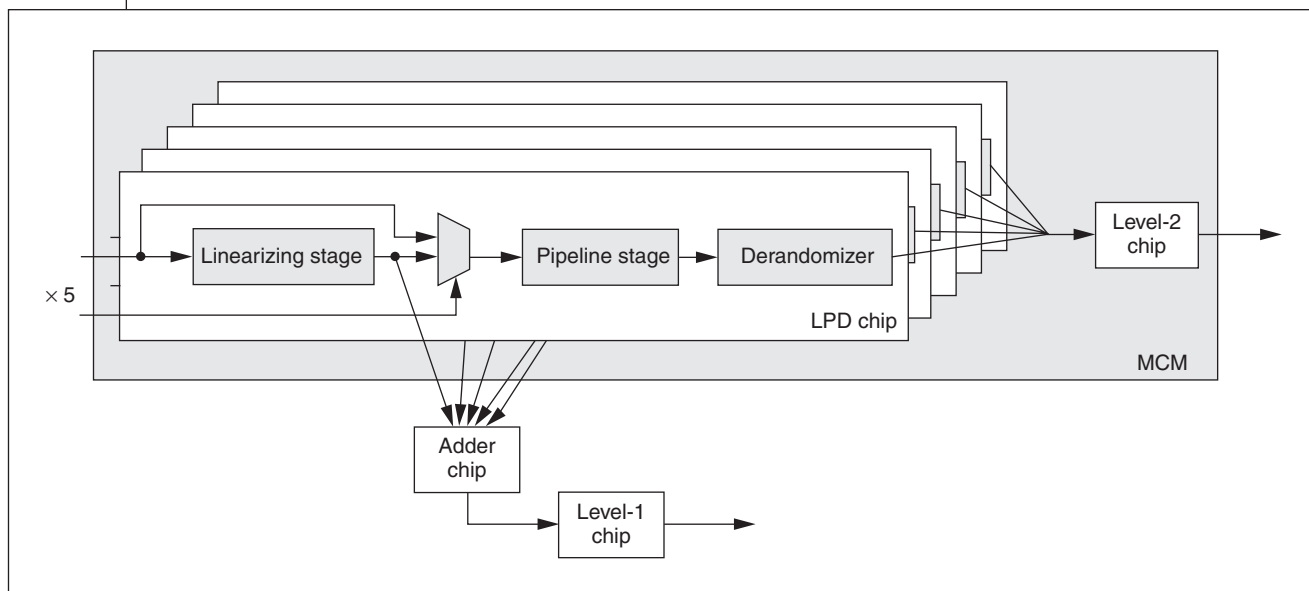 Linearizing stage
Pipeline stage
Derandomizer
Level-2
chip
× 5
LPD chip
MCM
Adder
chip
Level-1
chip